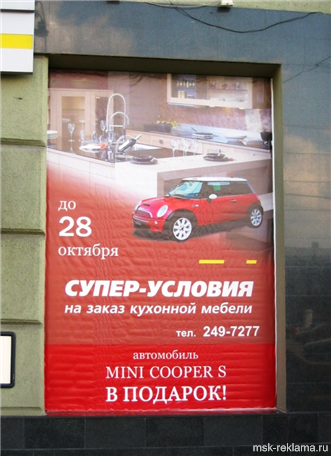 до
28
октября
СУПЕР-УСЛОВИЯ
на заказ кухонной мебели
тел. 249-7277
автомобиль
MINI COOPER S
В ПОДАРОК!
msk-reklama.ru